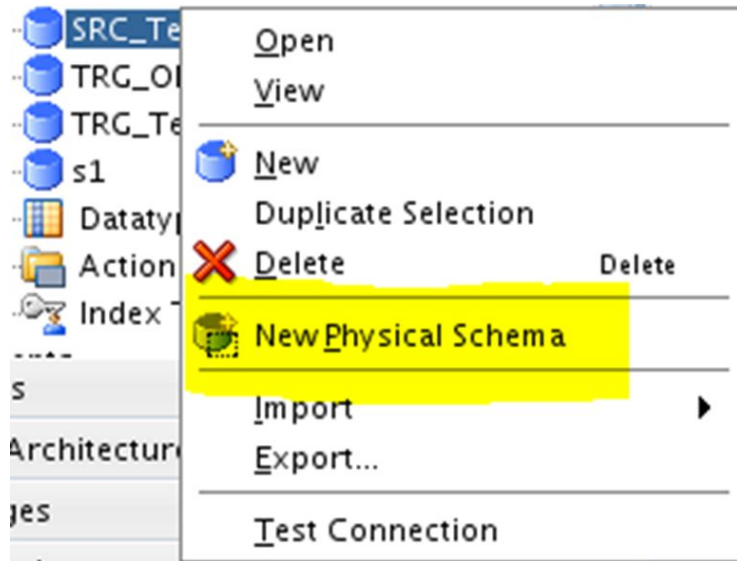 SRC_Te
TRG_OI
TRG_Te
s1
Dataty
Action
Index
s
Architectur
ges
Open
View
New
Duplicate Selection
Delete Delete
New Physical Schema
Import
Export...
Test Connection